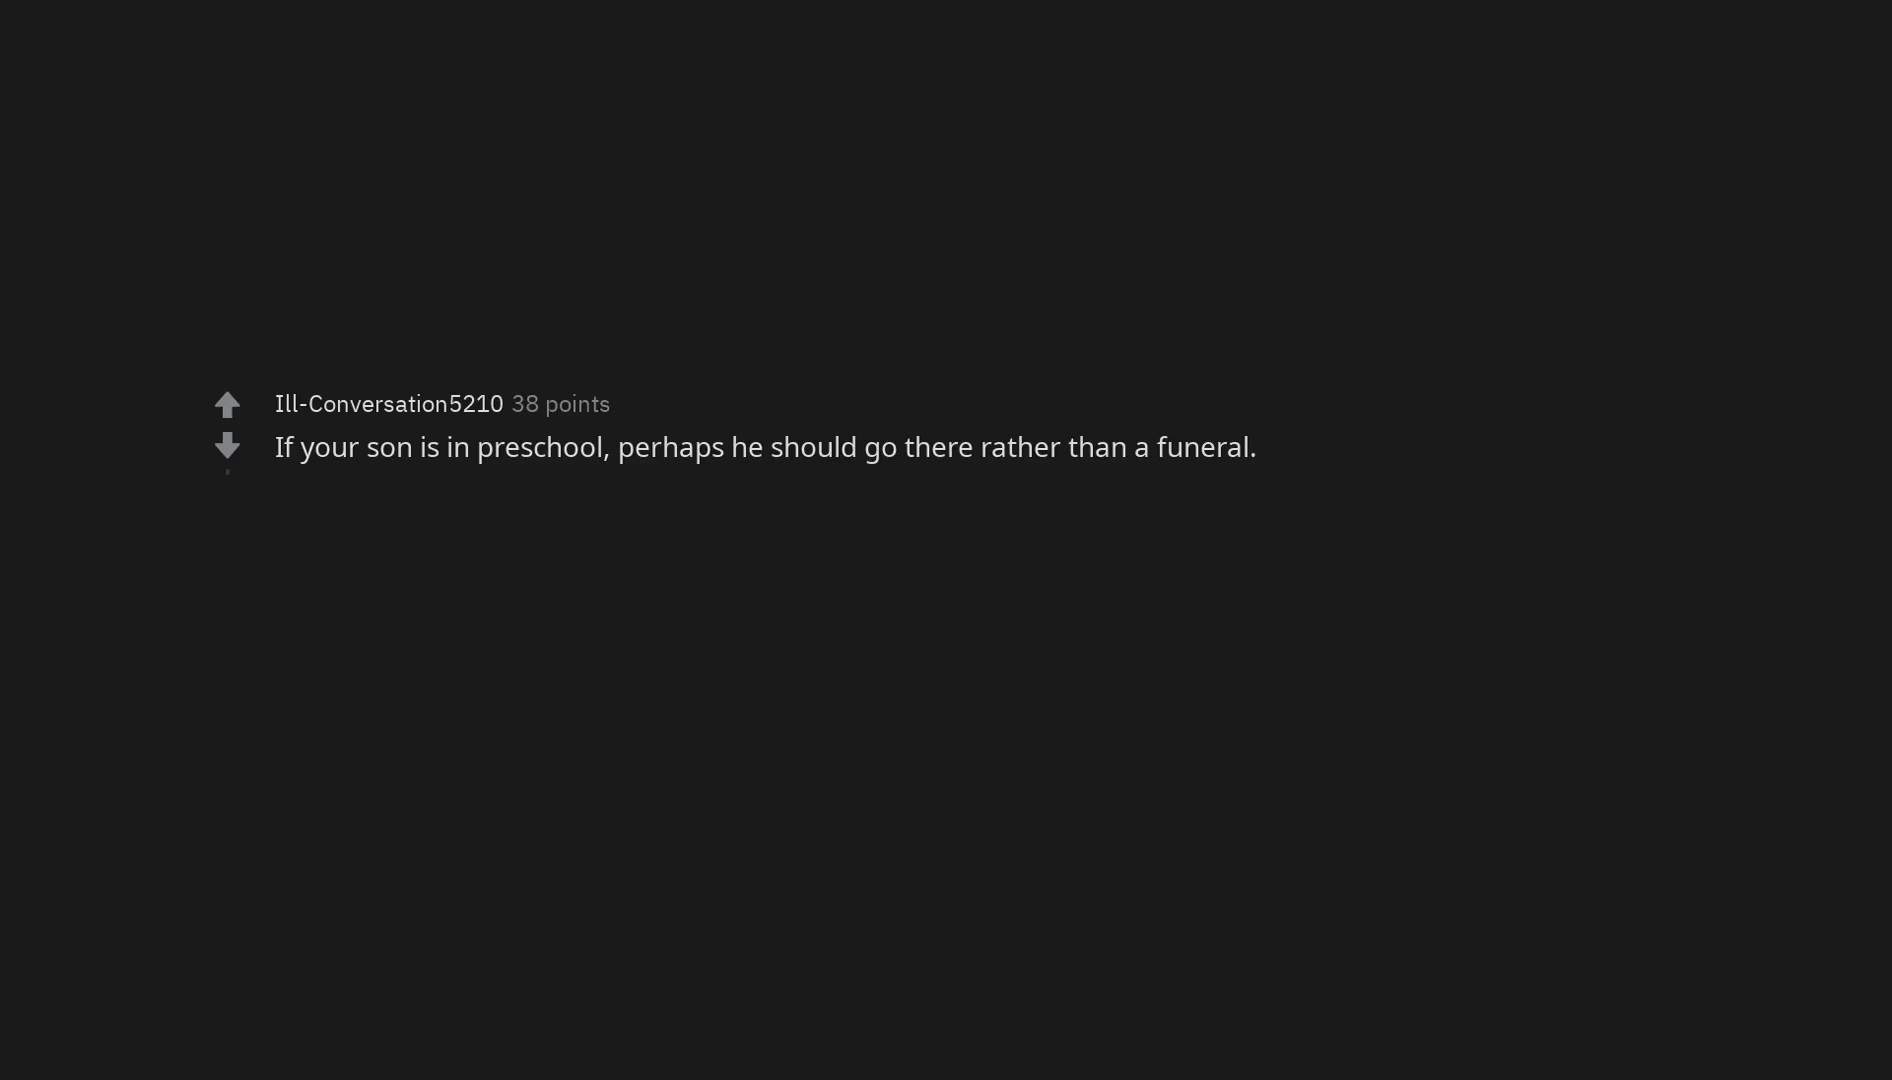 Ill-Conversation5210 38 points
If your son is in preschool, perhaps he should go there rather than a funeral.